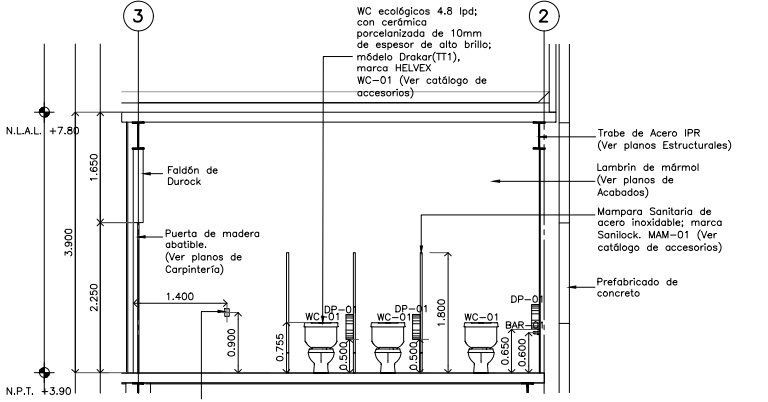 3
2
WC ecológicos 4.8 lpd;
con cerámica
porcelanizada de 10mm
de espesor de alto brillo;
módelo Drakar(TT1),
marca HELVEX
WC-01 (Ver catálogo de
accesorios)
N.L.A.L. +7.80
Trabe de Acero IPR
(Ver planos Estructurales)
1.650
Faldón de
Durock
Lambrin de mármol
(Ver planos de
Acabados)
Mampara Sanitaria de
acero inoxidable; marca
Sanilock. MAM-01 (Ver
catálogo de accesorios)
3.900
Puerta de madera
abatible.
(Ver planos de
Carpintería)
2.250
Prefabricado de
concreto
1.400
DP-01
DP-01
DP-01
WC-01
WC-01
WC-01
BAR-01
1.800
0.900
0.755
0.500
0.500
0.650
0.600
N.P.T. +3.90